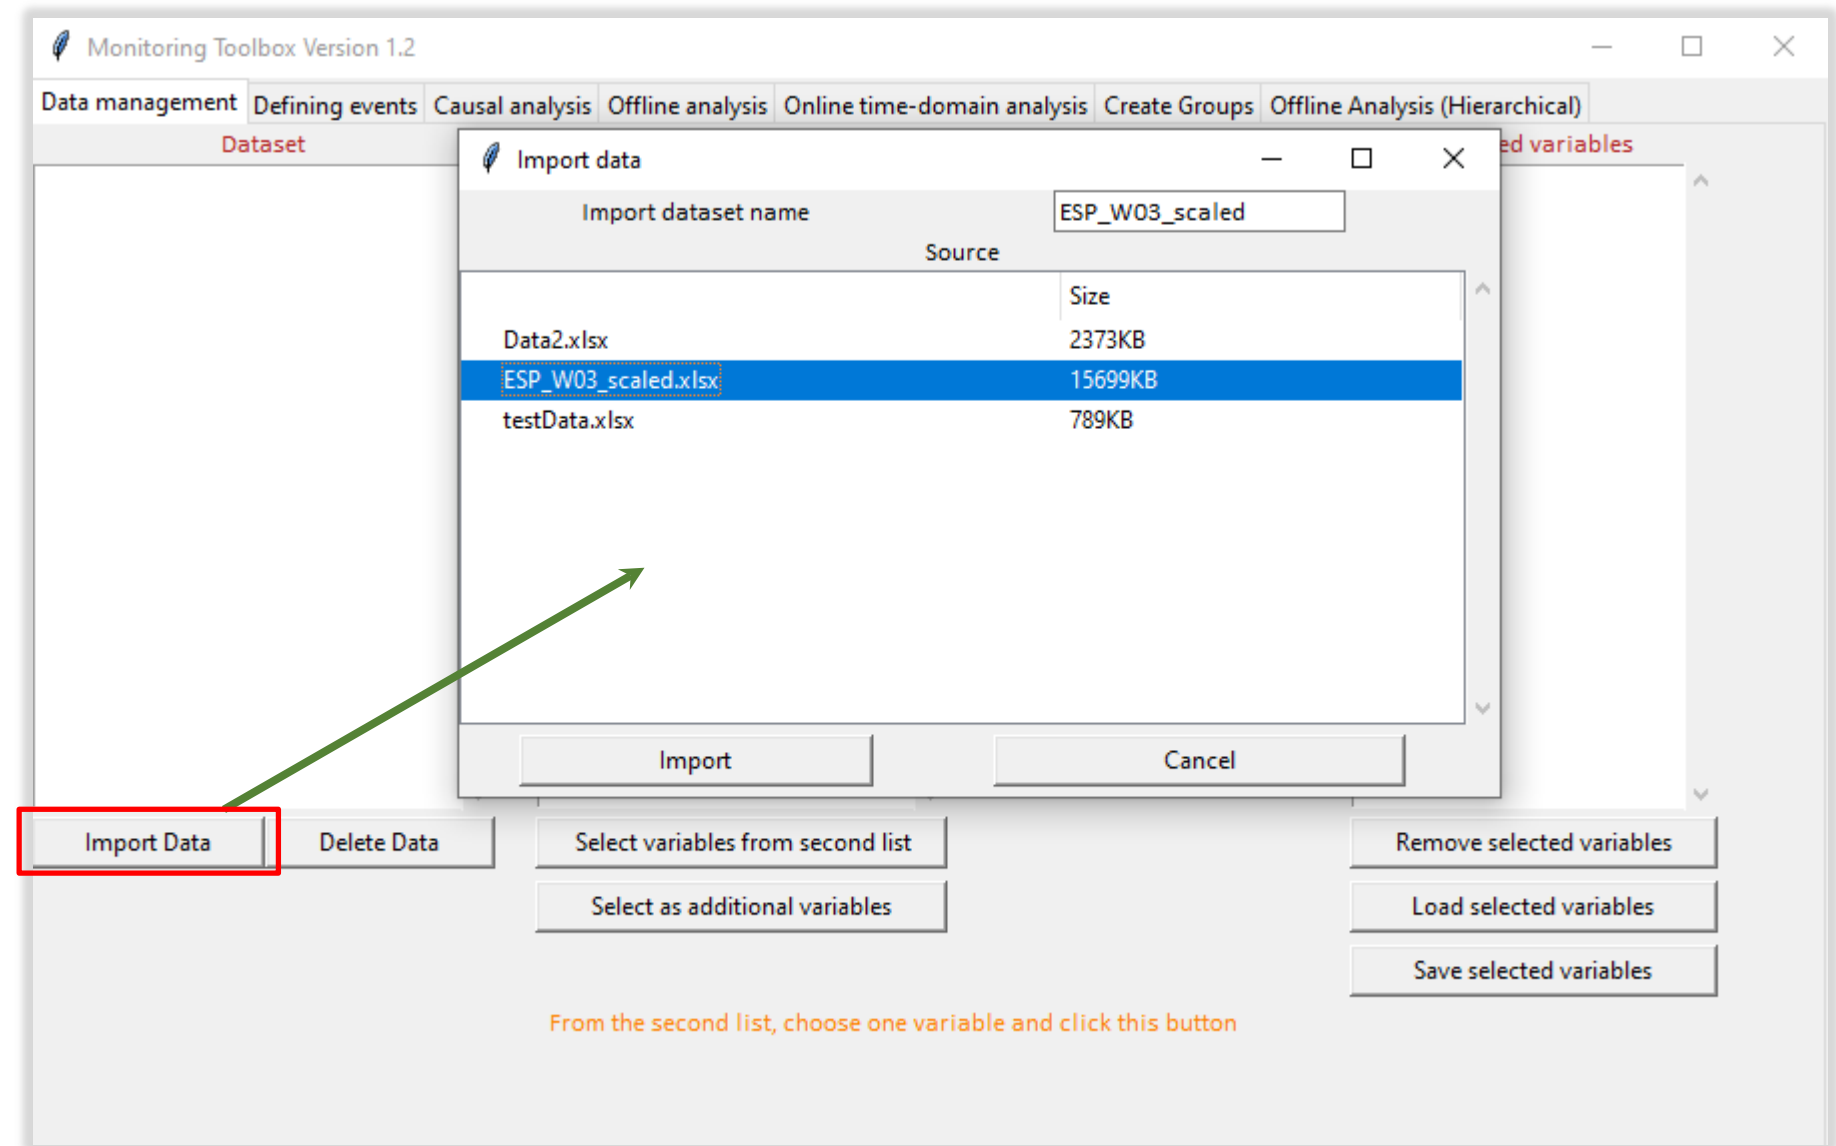 Monitoring Toolbox Version 1.2
Data management Defining events Causal analysis Offline analysis Online time-domain analysis Create Groups Offline Analysis (Hierarchical)
Dataset
ed variables
Import data
Import dataset name ESP_W03_scaled
Source
Size
Data2.xlsx 2373KB
ESP_W03_scaled.xlsx 15699KB
testData.xlsx 789KB
Import Cancel
Import Data Delete Data Select variables from second list Remove selected variables
Select as additional variables Load selected variables
Save selected variables
From the second list, choose one variable and click this button